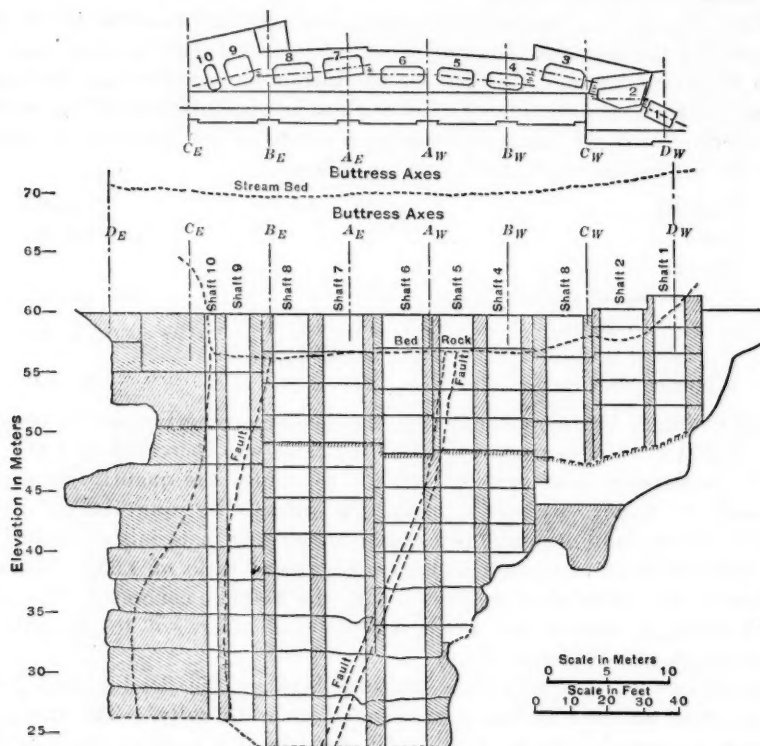 10 9 8 7 6 5 4 3 2 1
CE BE AE AW BW CW DW
Buttress Axes
70
Stream Bed
Buttress Axes
DE CE BE AE AW BW CW DW
65
Shaft 10 Shaft 9 Shaft 8 Shaft 7 Shaft 6 Shaft 5 Shaft 4 Shaft 8 Shaft 2 Shaft 1
60
Bed Rock
Fault
55
50
Fault
45
40
35
Fault
30
25
Elevation in Meters
Scale in Meters
0 5 10
Scale in Feet
0 10 20 30 40